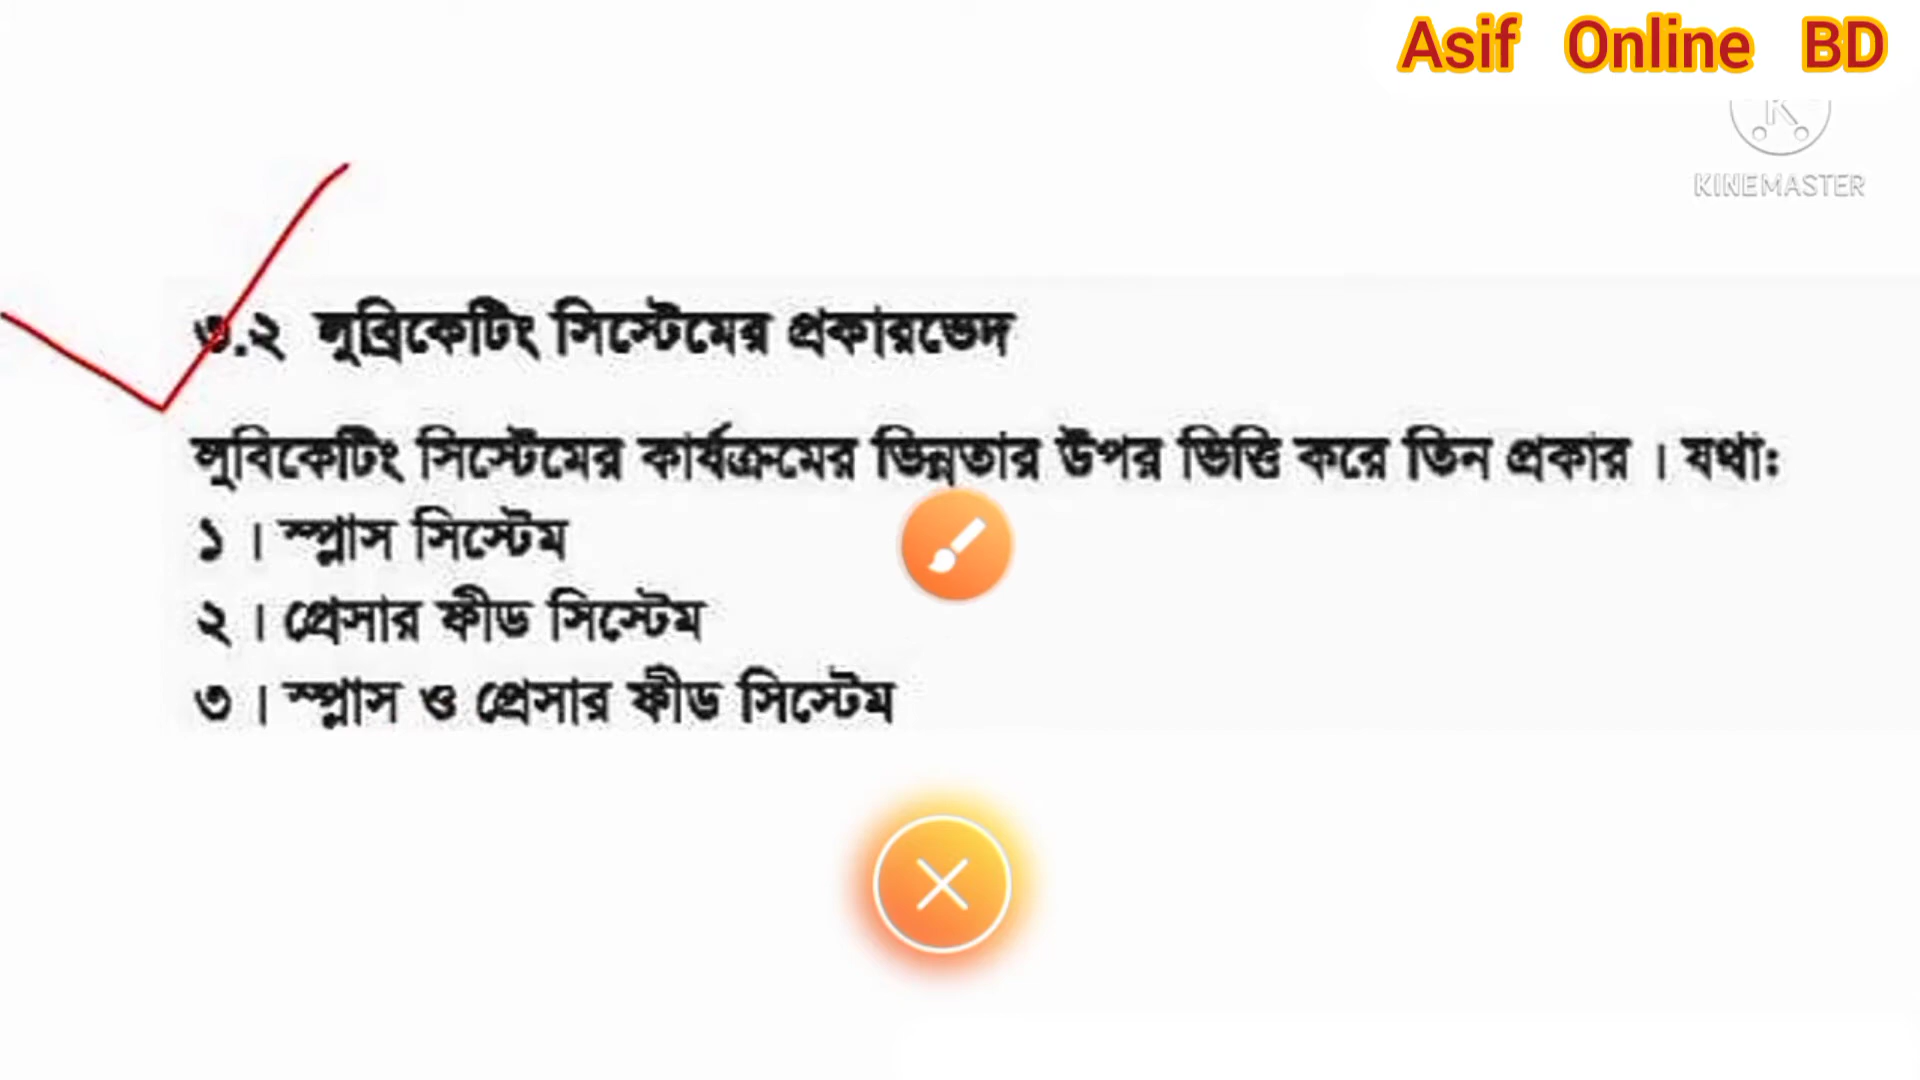 Asif Online BD
K
KINEMASTER
৩.২ লুব্রিকেটিং সিস্টেমের প্রকারভেদ
লুবিকেটিং সিস্টেমের কার্যক্রমের ভিন্নতার উপর ভিত্তি করে তিন প্রকার । যথাঃ
১ । স্প্লাস সিস্টেম
২ । প্রেসার ফীড সিস্টেম
৩ । স্প্লাস ও প্রেসার ফীড সিস্টেম